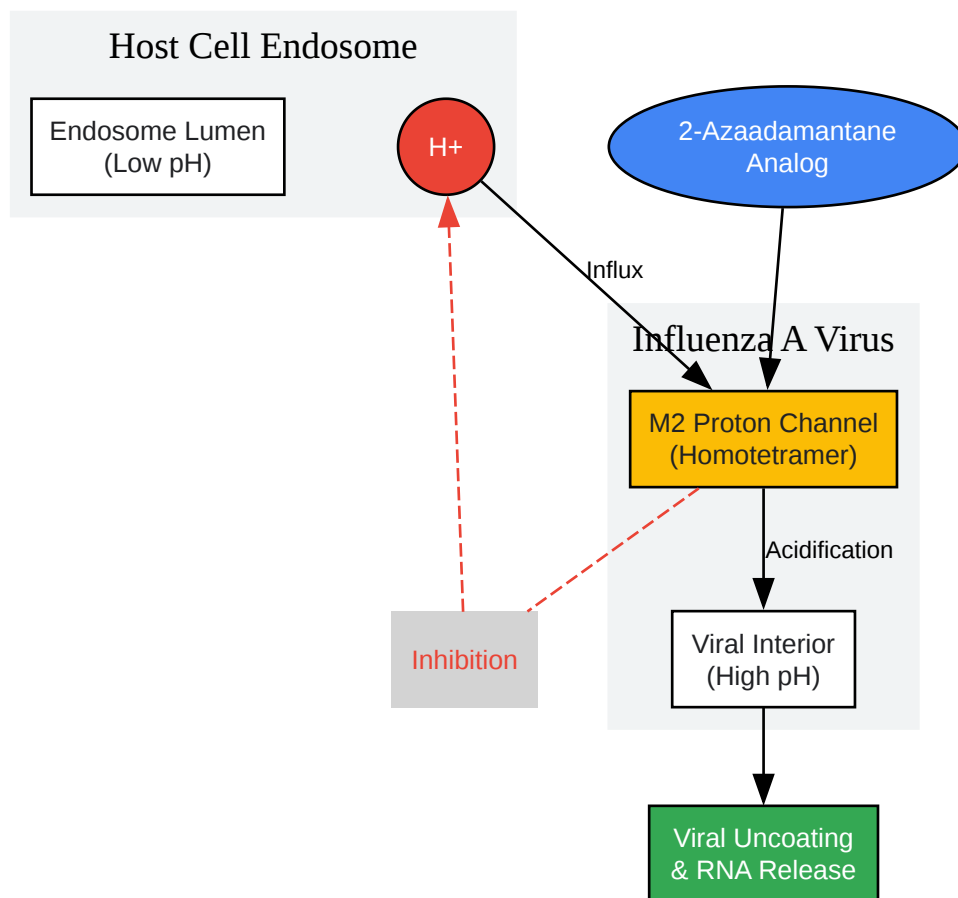 Host Cell Endosome
Endosome Lumen
(Low pH)
H+
2-Azaadamantane
Analog
Influx
Influenza A Virus
M2 Proton Channel
(Homotetramer)
Acidification
Inhibition
Viral Interior
(High pH)
Viral Uncoating
& RNA Release